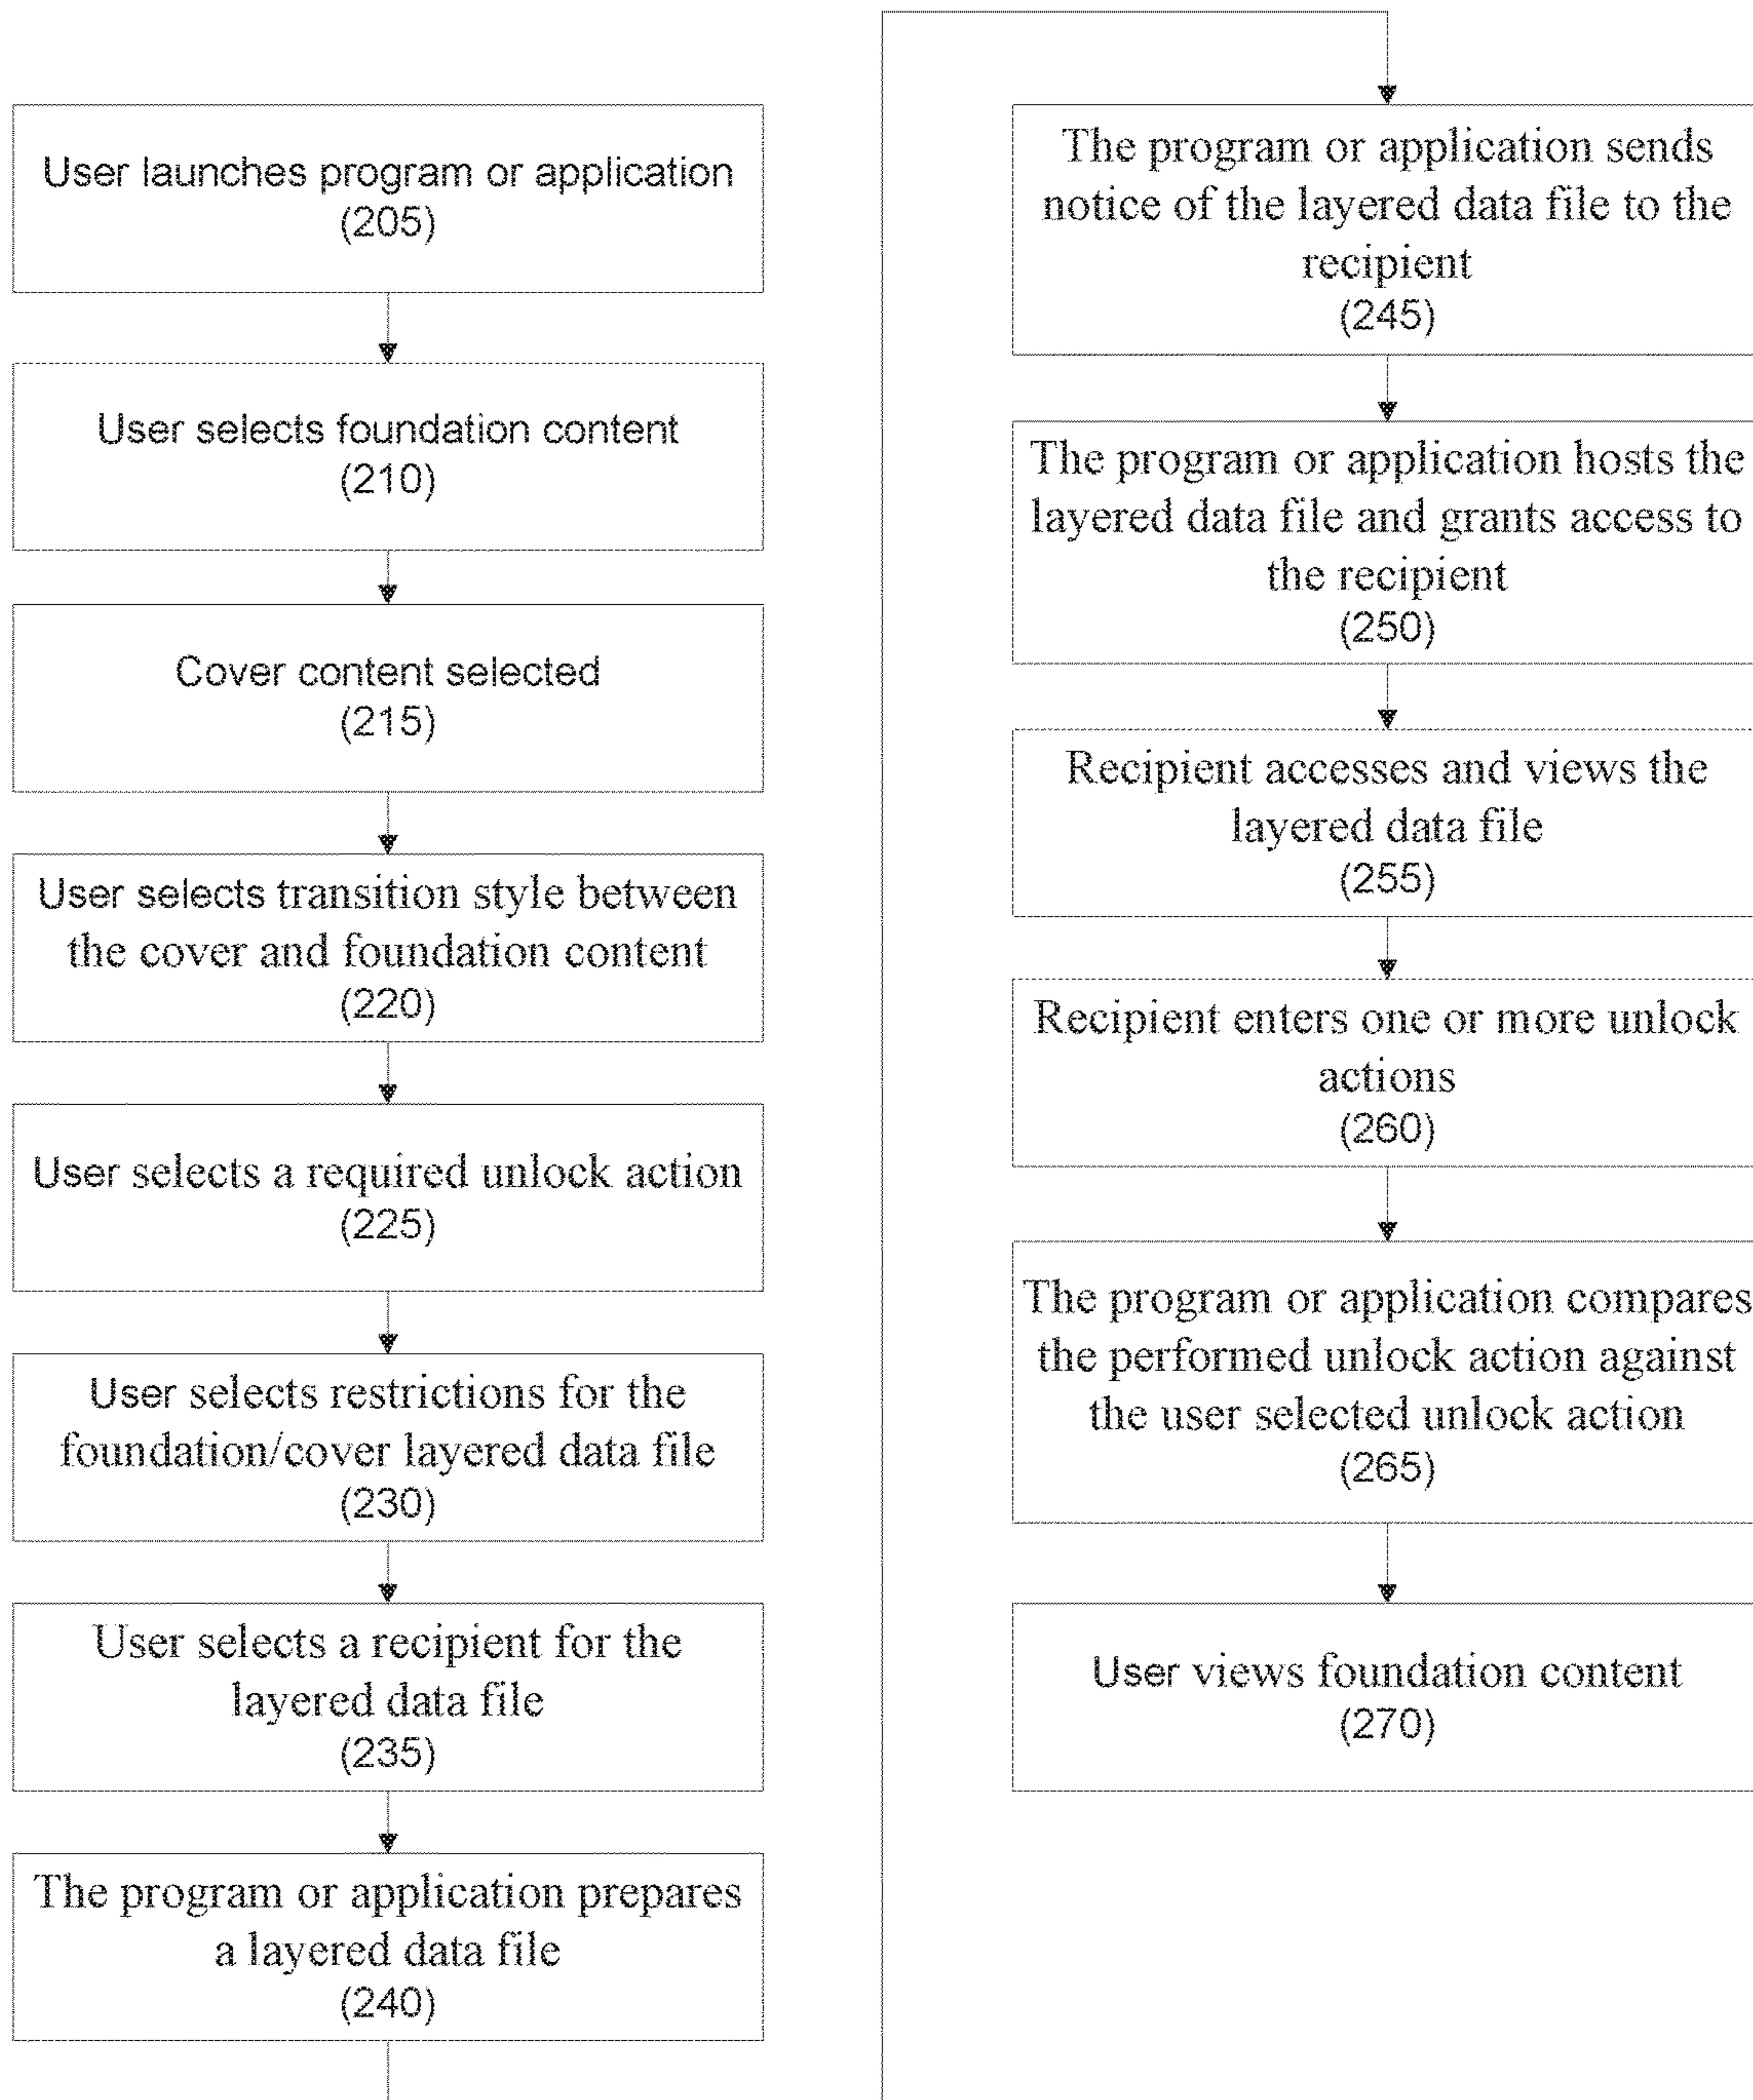 User launches program or application
(205)
User selects foundation content
(210)
Cover content selected
(215)
User selects transition style between
the cover and foundation content
(220)
User selects a required unlock action
(225)
User selects restrictions for the
foundation/cover layered data file
(230)
User selects a recipient for the
layered data file
(235)
The program or application prepares
a layered data file
(240)
The program or application sends
notice of the layered data file to the
recipient
(245)
The program or application hosts the
layered data file and grants access to
the recipient
(250)
Recipient accesses and views the
layered data file
(255)
Recipient enters one or more unlock
actions
(260)
The program or application compares
the performed unlock action against
the user selected unlock action
(265)
User views foundation content
(270)